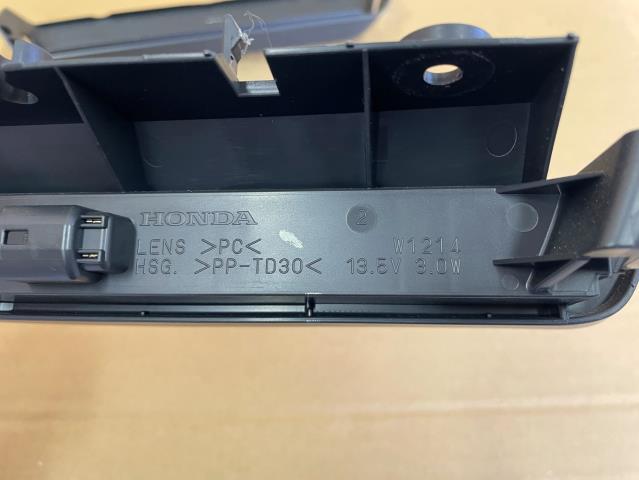 HONDA 2
LENS >PC< W1214
HSG. >PP-TD30< 13.5V 3.0W